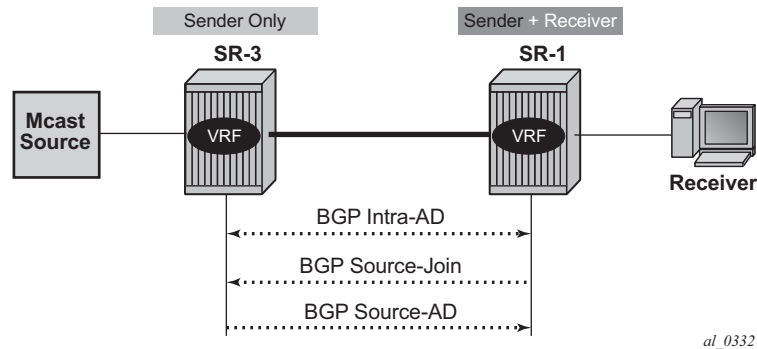 Sender Only
Sender + Receiver
SR-3
SR-1
Mcast
Source
VRF
VRF
Receiver
BGP Intra-AD
BGP Source-Join
BGP Source-AD
al_0332